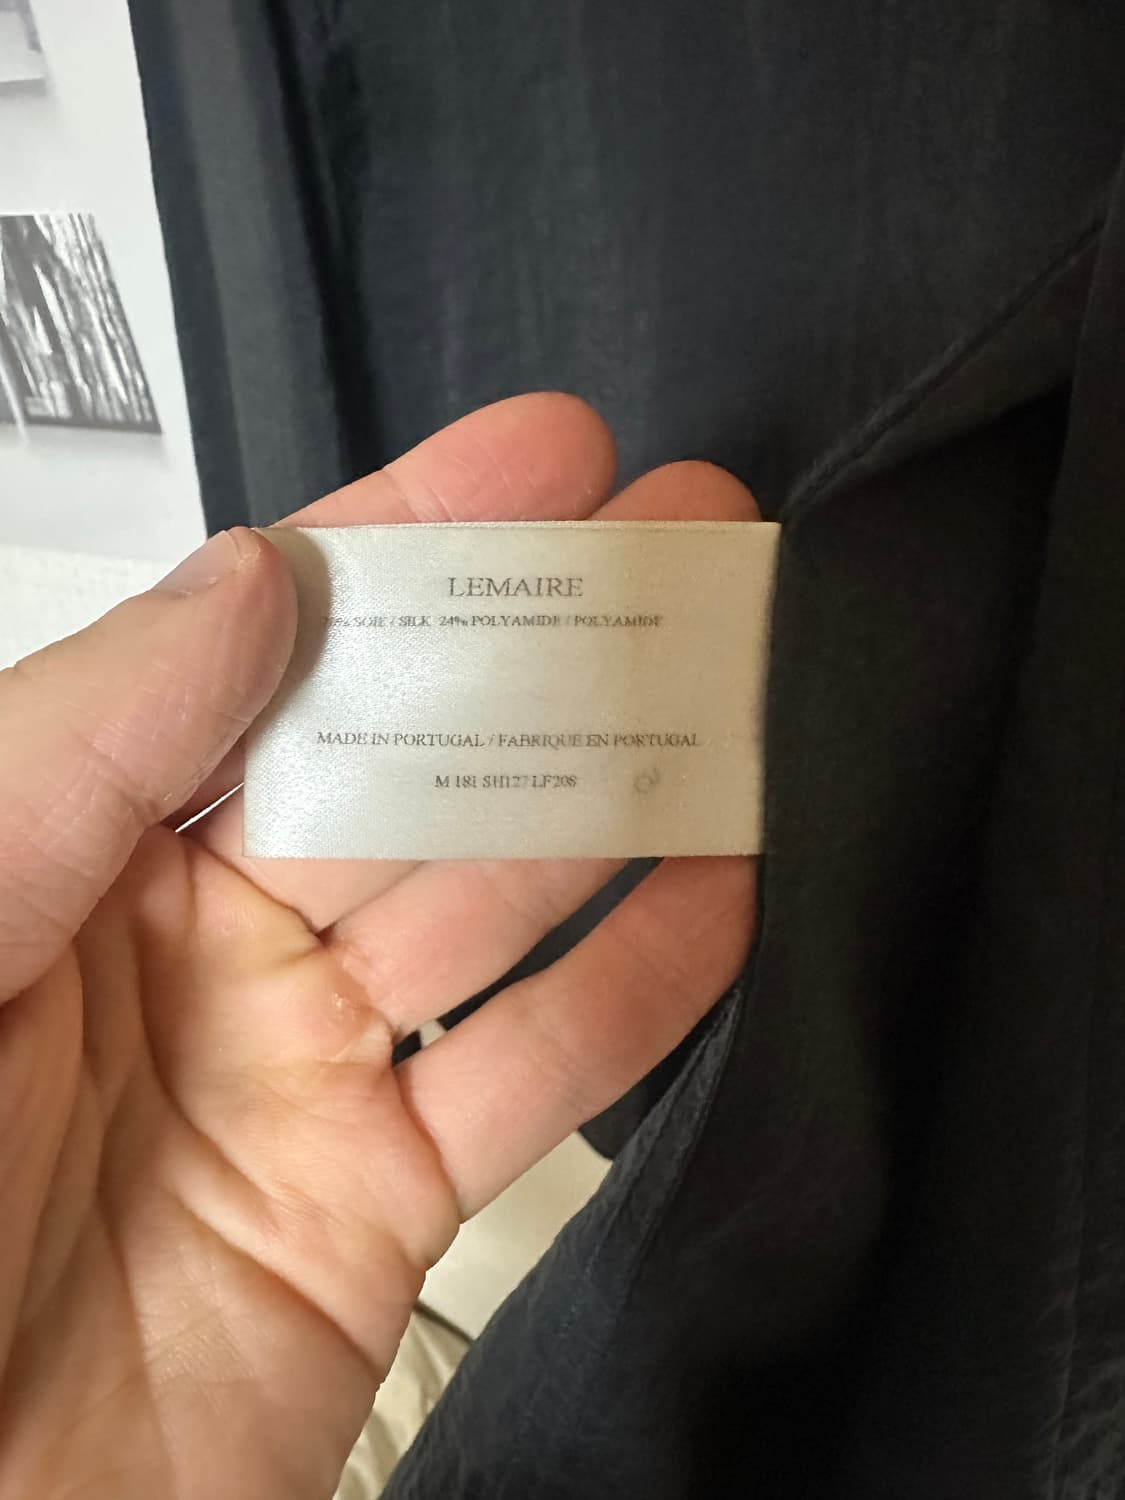 LEMAIRE
SOIE / SILK 24% POLYAMIDE / POLYAMIDE
MADE IN PORTUGAL / FABRIQUE EN PORTUGAL
M 181 SH127 LF208